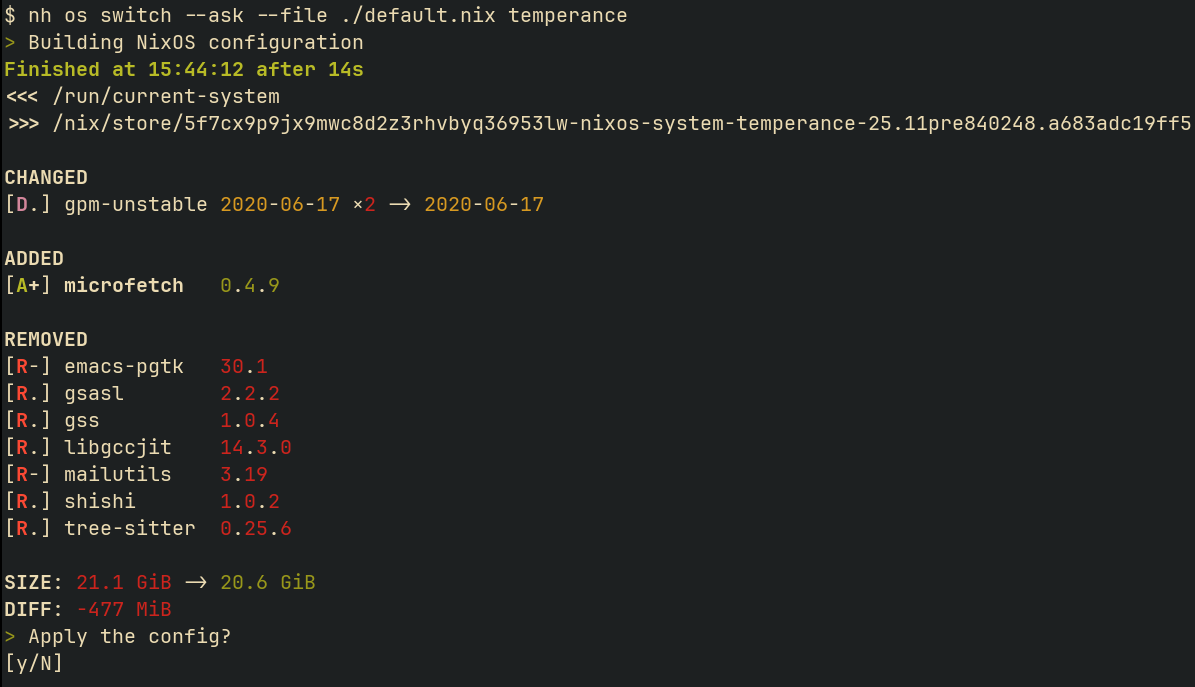 $ nh os switch --ask --file ./default.nix temperance
> Building NixOS configuration
Finished at 15:44:12 after 14s
<<< /run/current-system
>>> /nix/store/5f7cx9p9jx9mwc8d2z3rhvbyq36953lw-nixos-system-temperance-25.11pre840248.a683adc19ff5
CHANGED
[D.] gpm-unstable 2020-06-17 ×2 -> 2020-06-17
ADDED
[A+] microfetch 0.4.9
REMOVED
[R-] emacs-pgtk 30.1
[R.] gsasl 2.2.2
[R.] gss 1.0.4
[R.] libgccjit 14.3.0
[R-] mailutils 3.19
[R.] shishi 1.0.2
[R.] tree-sitter 0.25.6
SIZE: 21.1 GiB -> 20.6 GiB
DIFF: -477 MiB
> Apply the config?
[y/N]